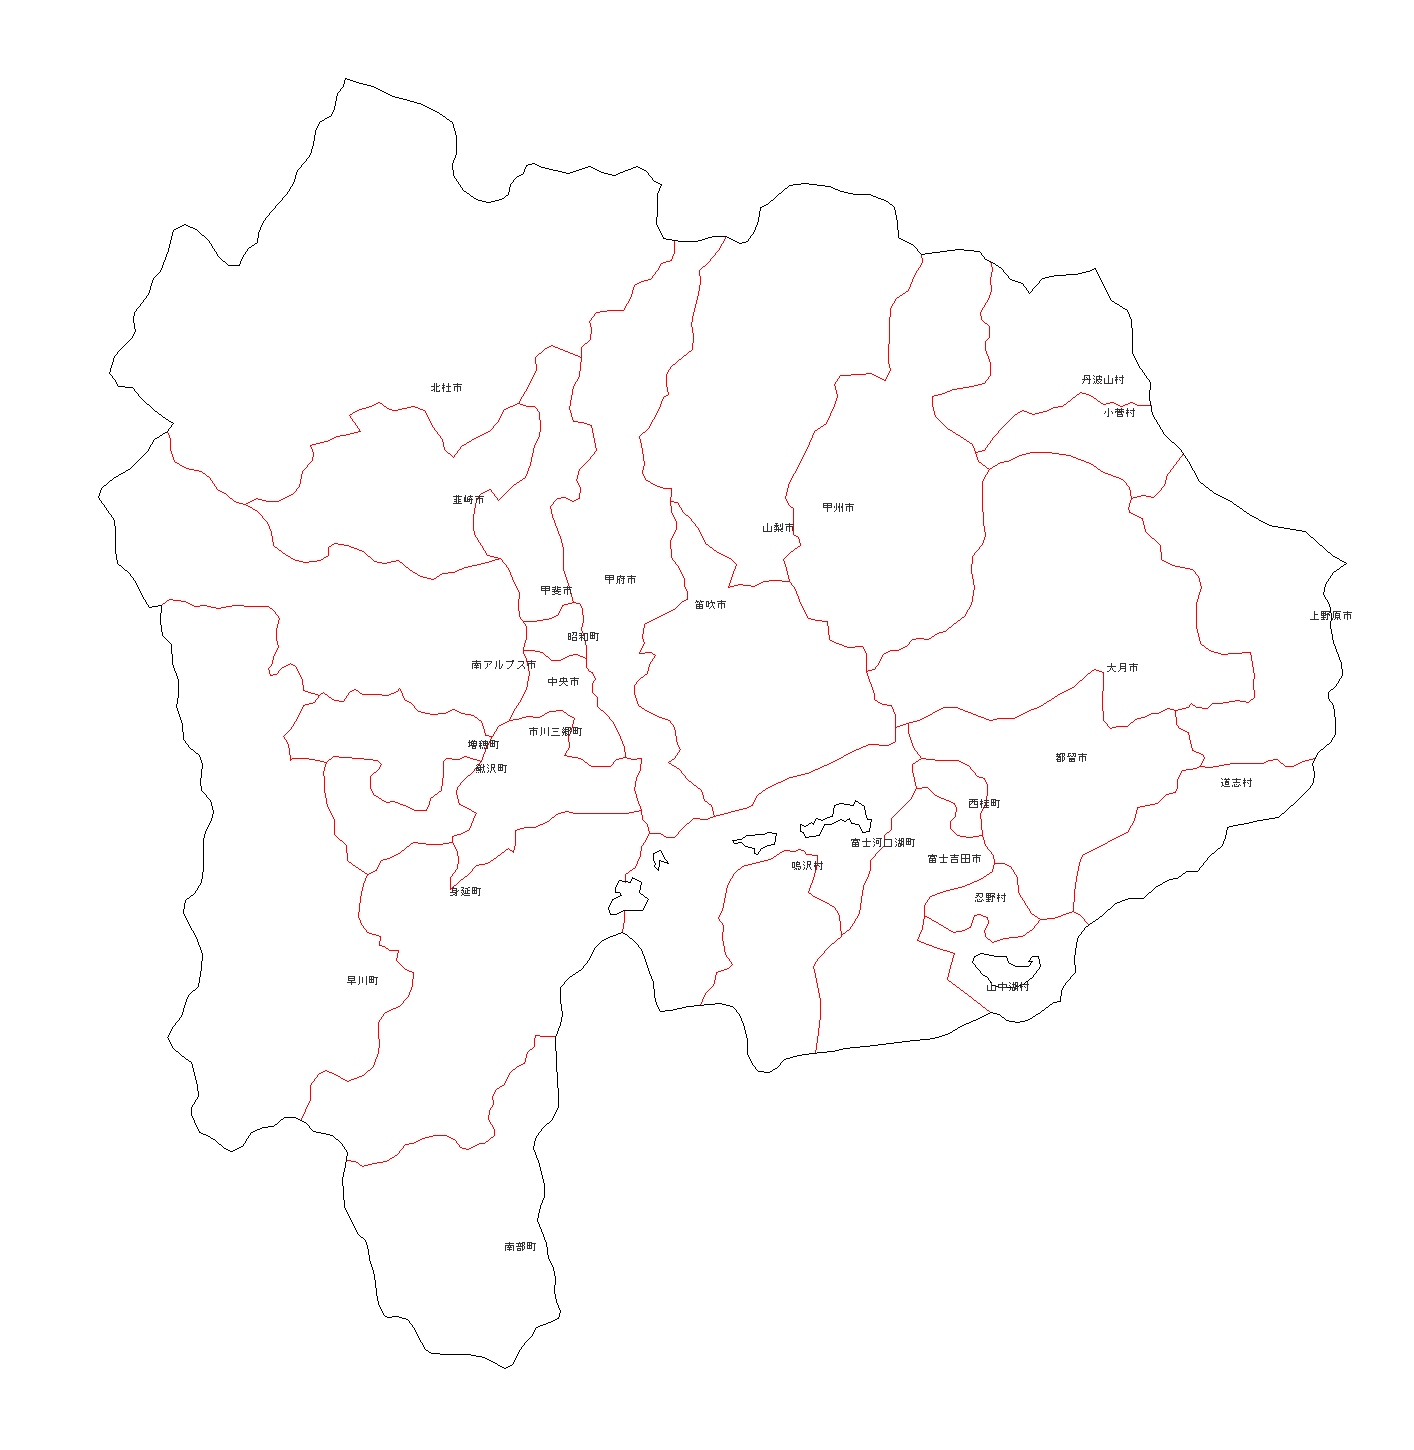 丹波山村
北杜市
小菅村
韮崎市
甲州市
山梨市
甲府市
甲斐市
笛吹市
上野原市
昭和町
南アルプス市
大月市
中央市
市川三郷町
増穂町
都留市
鰍沢町
道志村
西桂町
富士河口湖町
富士吉田市
鳴沢村
身延町
忍野村
早川町
山中湖村
南部町